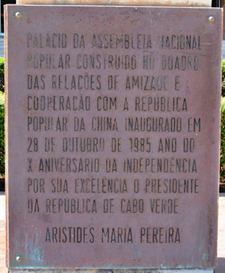 PALÁCIO DA ASSEMBLEIA NACIONAL
POPULAR CONSTRUIDO NO QUADRO
DAS RELAÇÕES DE AMIZADE E
COOPERAÇÃO COM A REPÚBLICA
POPULAR DA CHINA INAUGURADO EM
28 DE OUTUBRO DE 1985 ANO DO
X ANIVERSÁRIO DA INDEPENDÊNCIA
POR SUA EXCELÊNCIA O PRESIDENTE
DA REPÚBLICA DE CABO VERDE
ARISTIDES MARIA PEREIRA